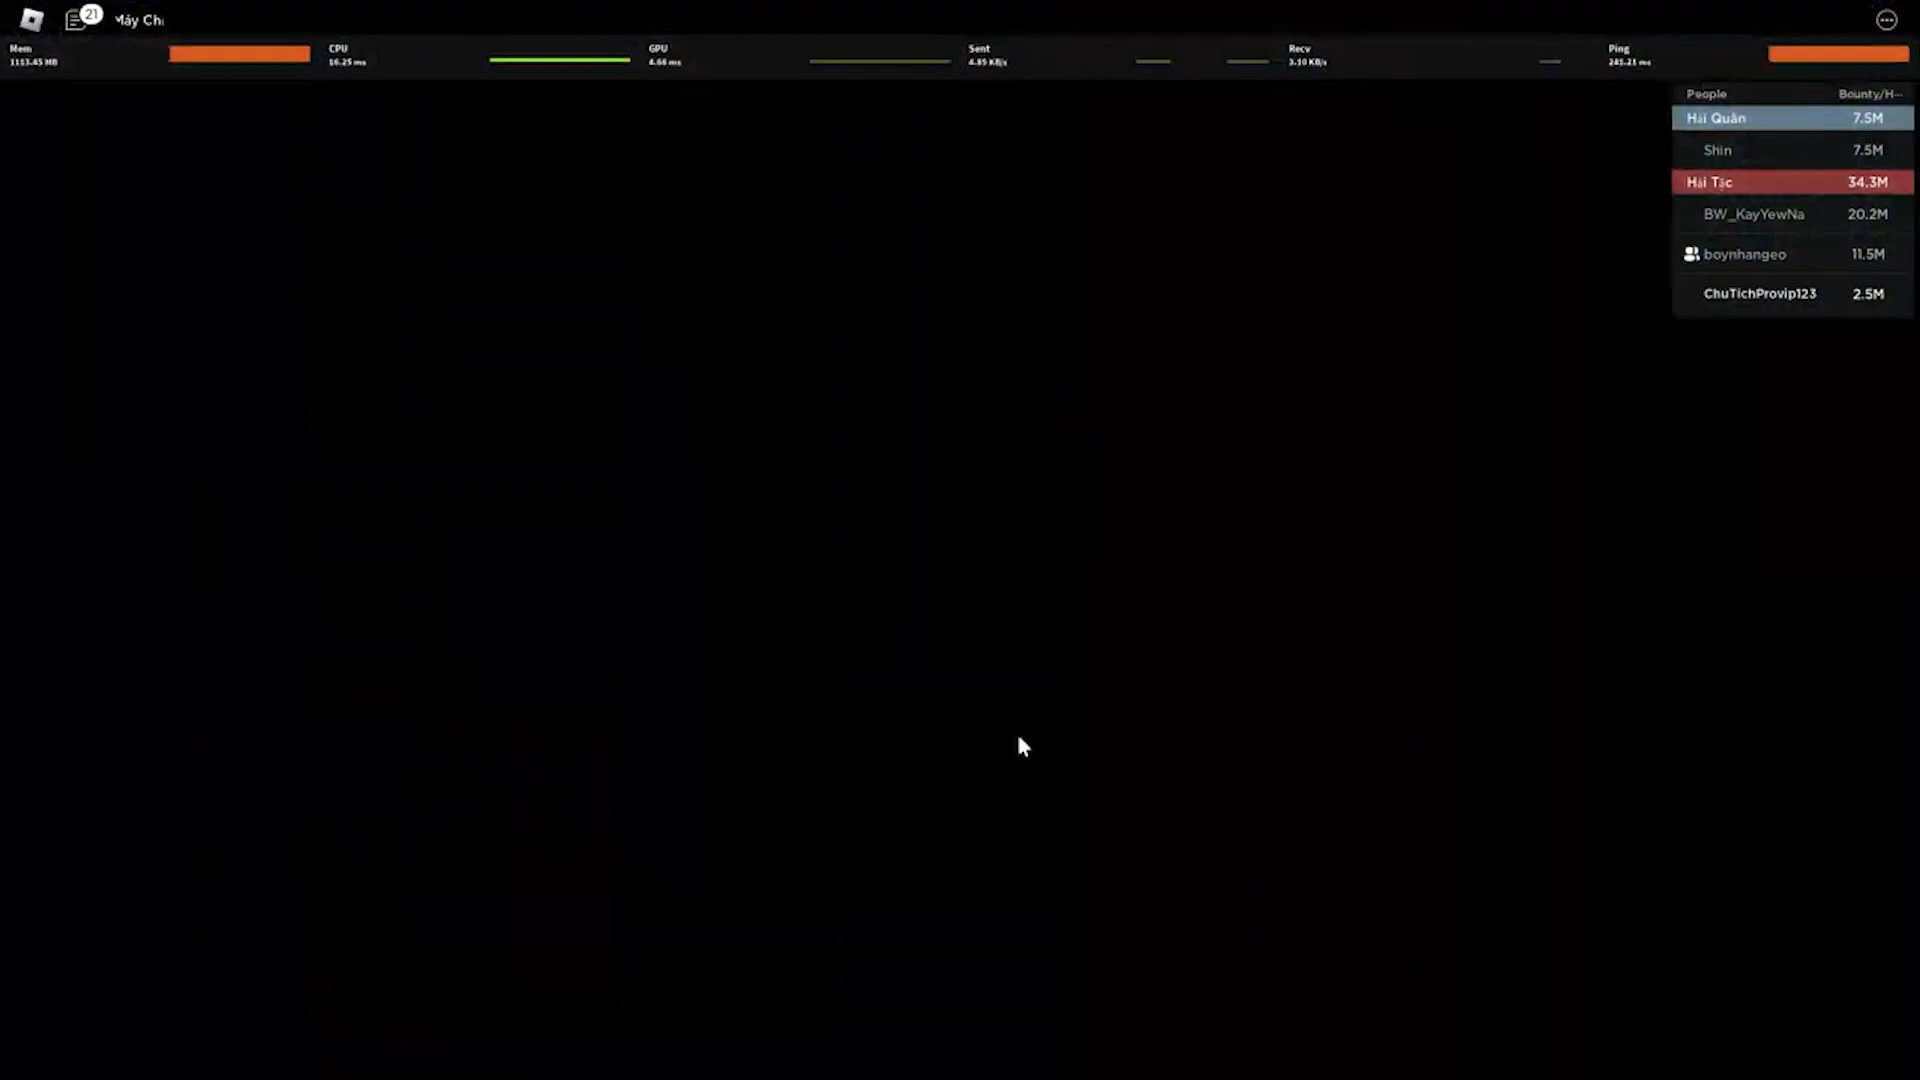 21
Máy Ch
Mem
1113.45 MB
CPU
16.25 ms
GPU
4.66 ms
Sent
4.85 KB/s
Recv
3.10 KB/s
Ping
241.21 ms
People Bounty/H...
Hải Quân 7.5M
Shin 7.5M
Hải Tặc 34.3M
BW_KayYewNa 20.2M
boynhangeo 11.5M
ChuTichProvip123 2.5M